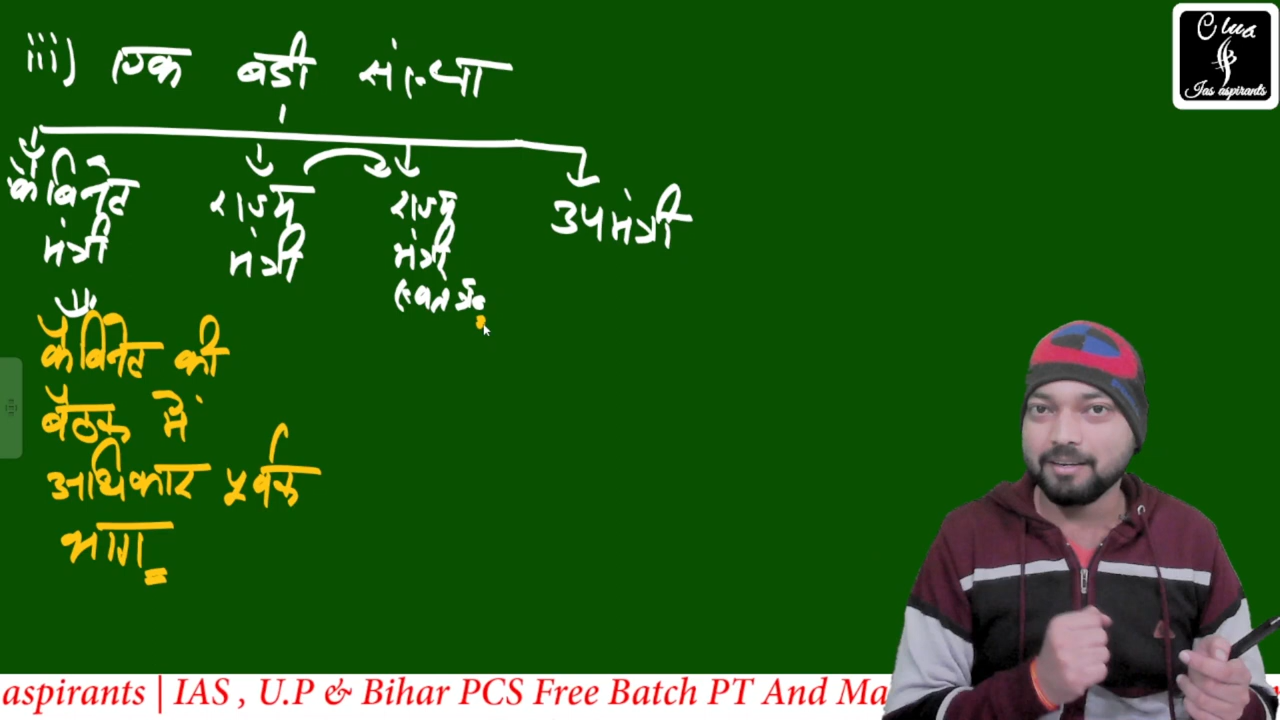 iii) एक बडी संस्था
कैबिनेट मंत्री
राज्य मंत्री
राज्य मंत्री (स्वतंत्र
उपमंत्री
कैबिनेट की
बैठक में
अधिकार पूर्वक
भाग
Clua
Ias aspirants
aspirants | IAS , U.P & Bihar PCS Free Batch PT And Ma